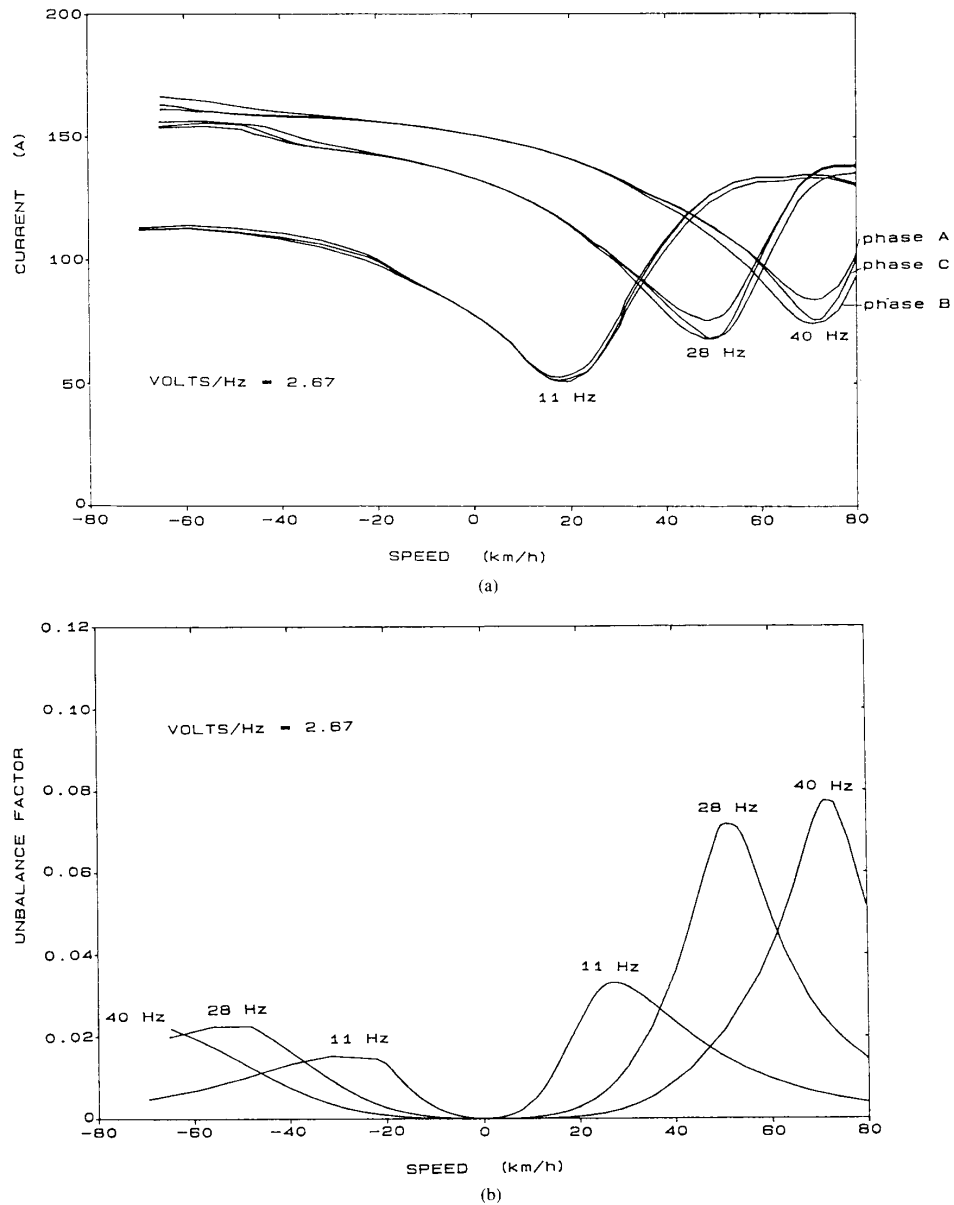 200
150
100
50
0
CURRENT (A)
phase A
phase C
phase B
40 Hz
28 Hz
11 Hz
VOLTS/Hz = 2.67
-80 -60 -40 -20 0 20 40 60 80
SPEED (km/h)
(a)
0.12
0.10
0.08
0.06
0.04
0.02
0
UNBALANCE FACTOR
VOLTS/Hz = 2.67
40 Hz
28 Hz
11 Hz
11 Hz
28 Hz
40 Hz
-80 -60 -40 -20 0 20 40 60 80
SPEED (km/h)
(b)